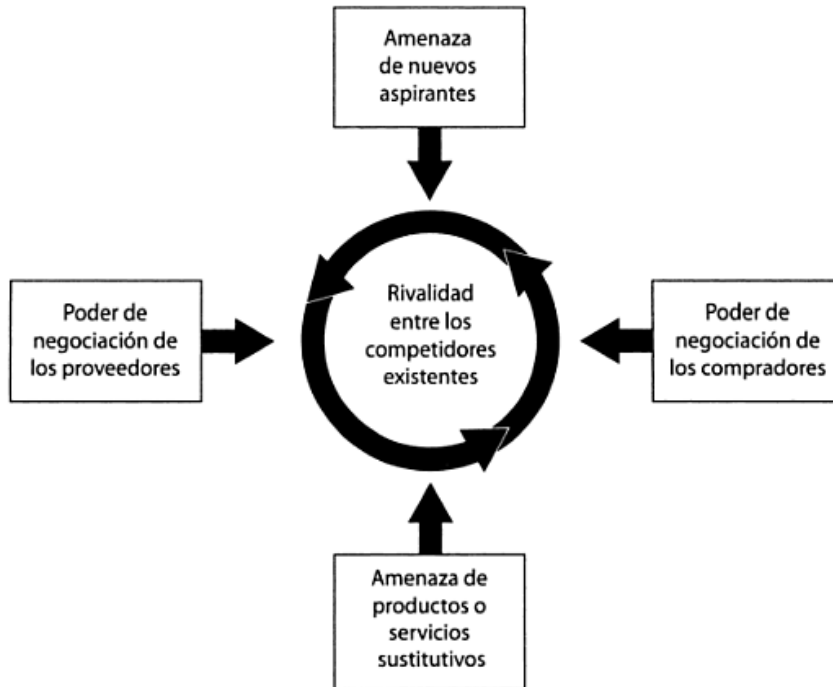 Amenaza
de nuevos
aspirantes
Poder de
negociación de
los proveedores
Rivalidad
entre los
competidores
existentes
Poder de
negociación de
los compradores
Amenaza de
productos o
servicios
sustitutivos